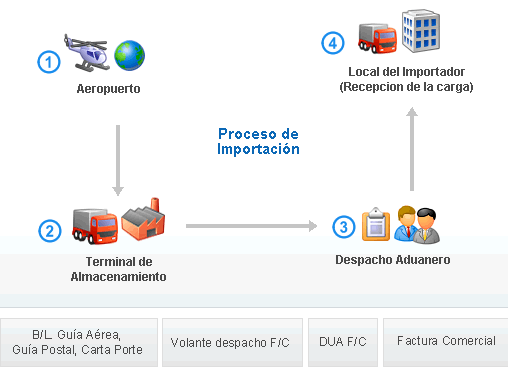 1
Aeropuerto
4
Local del Importador
(Recepcion de la carga)
Proceso de
Importación
2
Terminal de
Almacenamiento
3
Despacho Aduanero
B/L. Guía Aérea,
Guía Postal, Carta Porte
Volante despacho F/C
DUA F/C
Factura Comercial